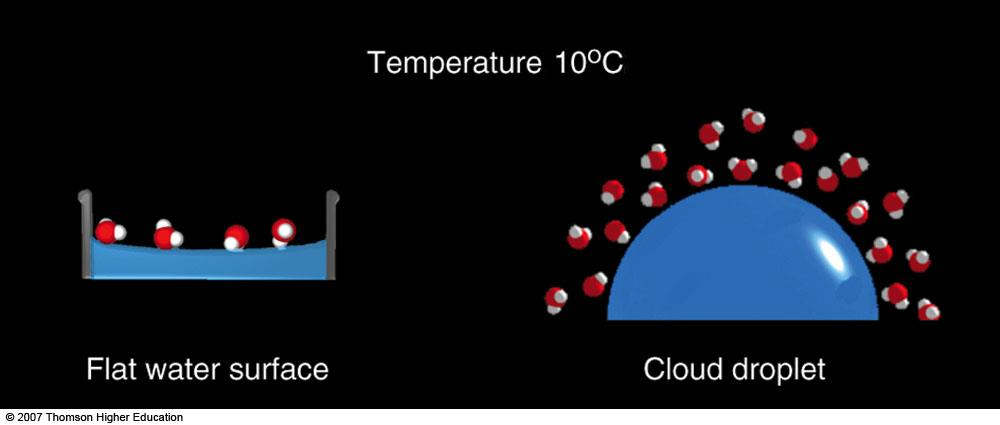 Temperature 10ºC
Flat water surface
Cloud droplet
© 2007 Thomson Higher Education